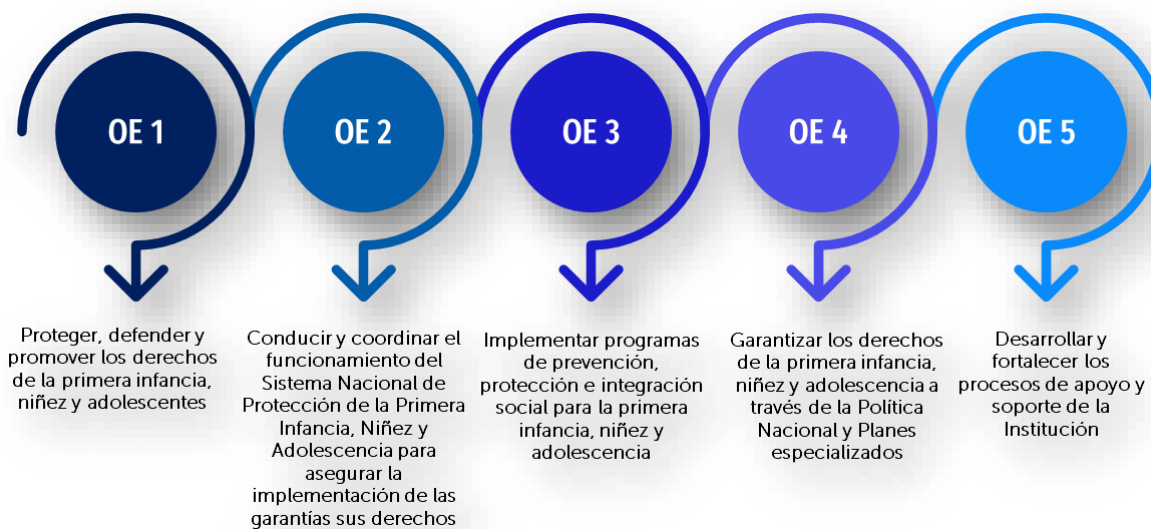 OE 1
Proteger, defender y
promover los derechos
de la primera infancia,
niñez y adolescentes
OE 2
Conducir y coordinar el
funcionamiento del
Sistema Nacional de
Protección de la Primera
Infancia, Niñez y
Adolescencia para
asegurar la
implementación de las
garantías sus derechos
OE 3
Implementar programas
de prevención,
protección e integración
social para la primera
infancia, niñez y
adolescencia
OE 4
Garantizar los derechos
de la primera infancia,
niñez y adolescencia a
través de la Política
Nacional y Planes
especializados
OE 5
Desarrollar y
fortalecer los
procesos de apoyo y
soporte de la
Institución